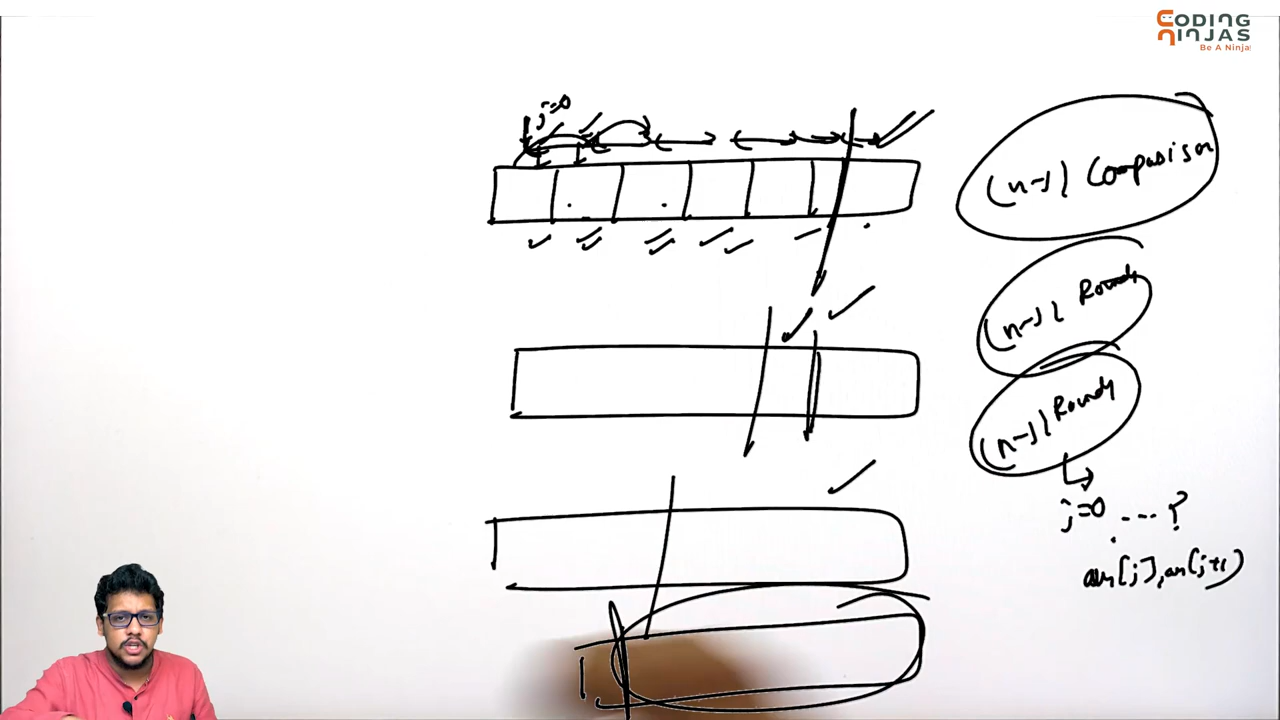 CODING
NINJAS
Be A Ninja
j=0
(n-1) Comparison
(n-1) Rounds
(n-1) Rounds
j=0 ....?
arr[j], arr[j+1]